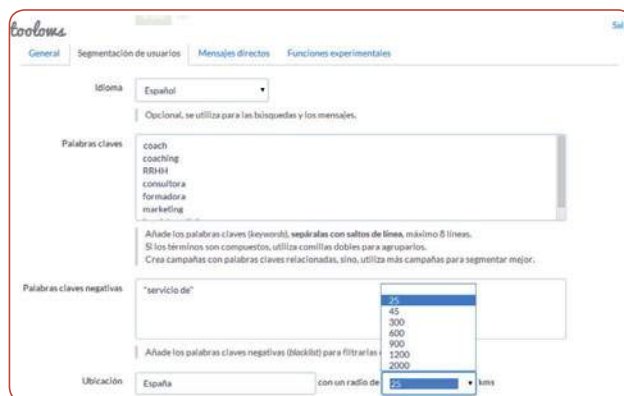 toolows
Sal
General Segmentación de usuarios Mensajes directos Funciones experimentales
Idioma Español
Opcional, se utiliza para las búsquedas y los mensajes.
Palabras claves coach
coaching
RRHH
consultora
formadora
marketing
Añade los palabras claves (keywords), sepáralas con saltos de línea, máximo 8 líneas.
Si los términos son compuestos, utiliza comillas dobles para agruparlos.
Crea campañas con palabras claves relacionadas, sino, utiliza más campañas para segmentar mejor.
Palabras claves negativas "servicio de"
25
45
300
600
900
1200
2000
Añade los palabras claves negativas (blacklist) para filtrarlas
Ubicación España con un radio de 25 kms